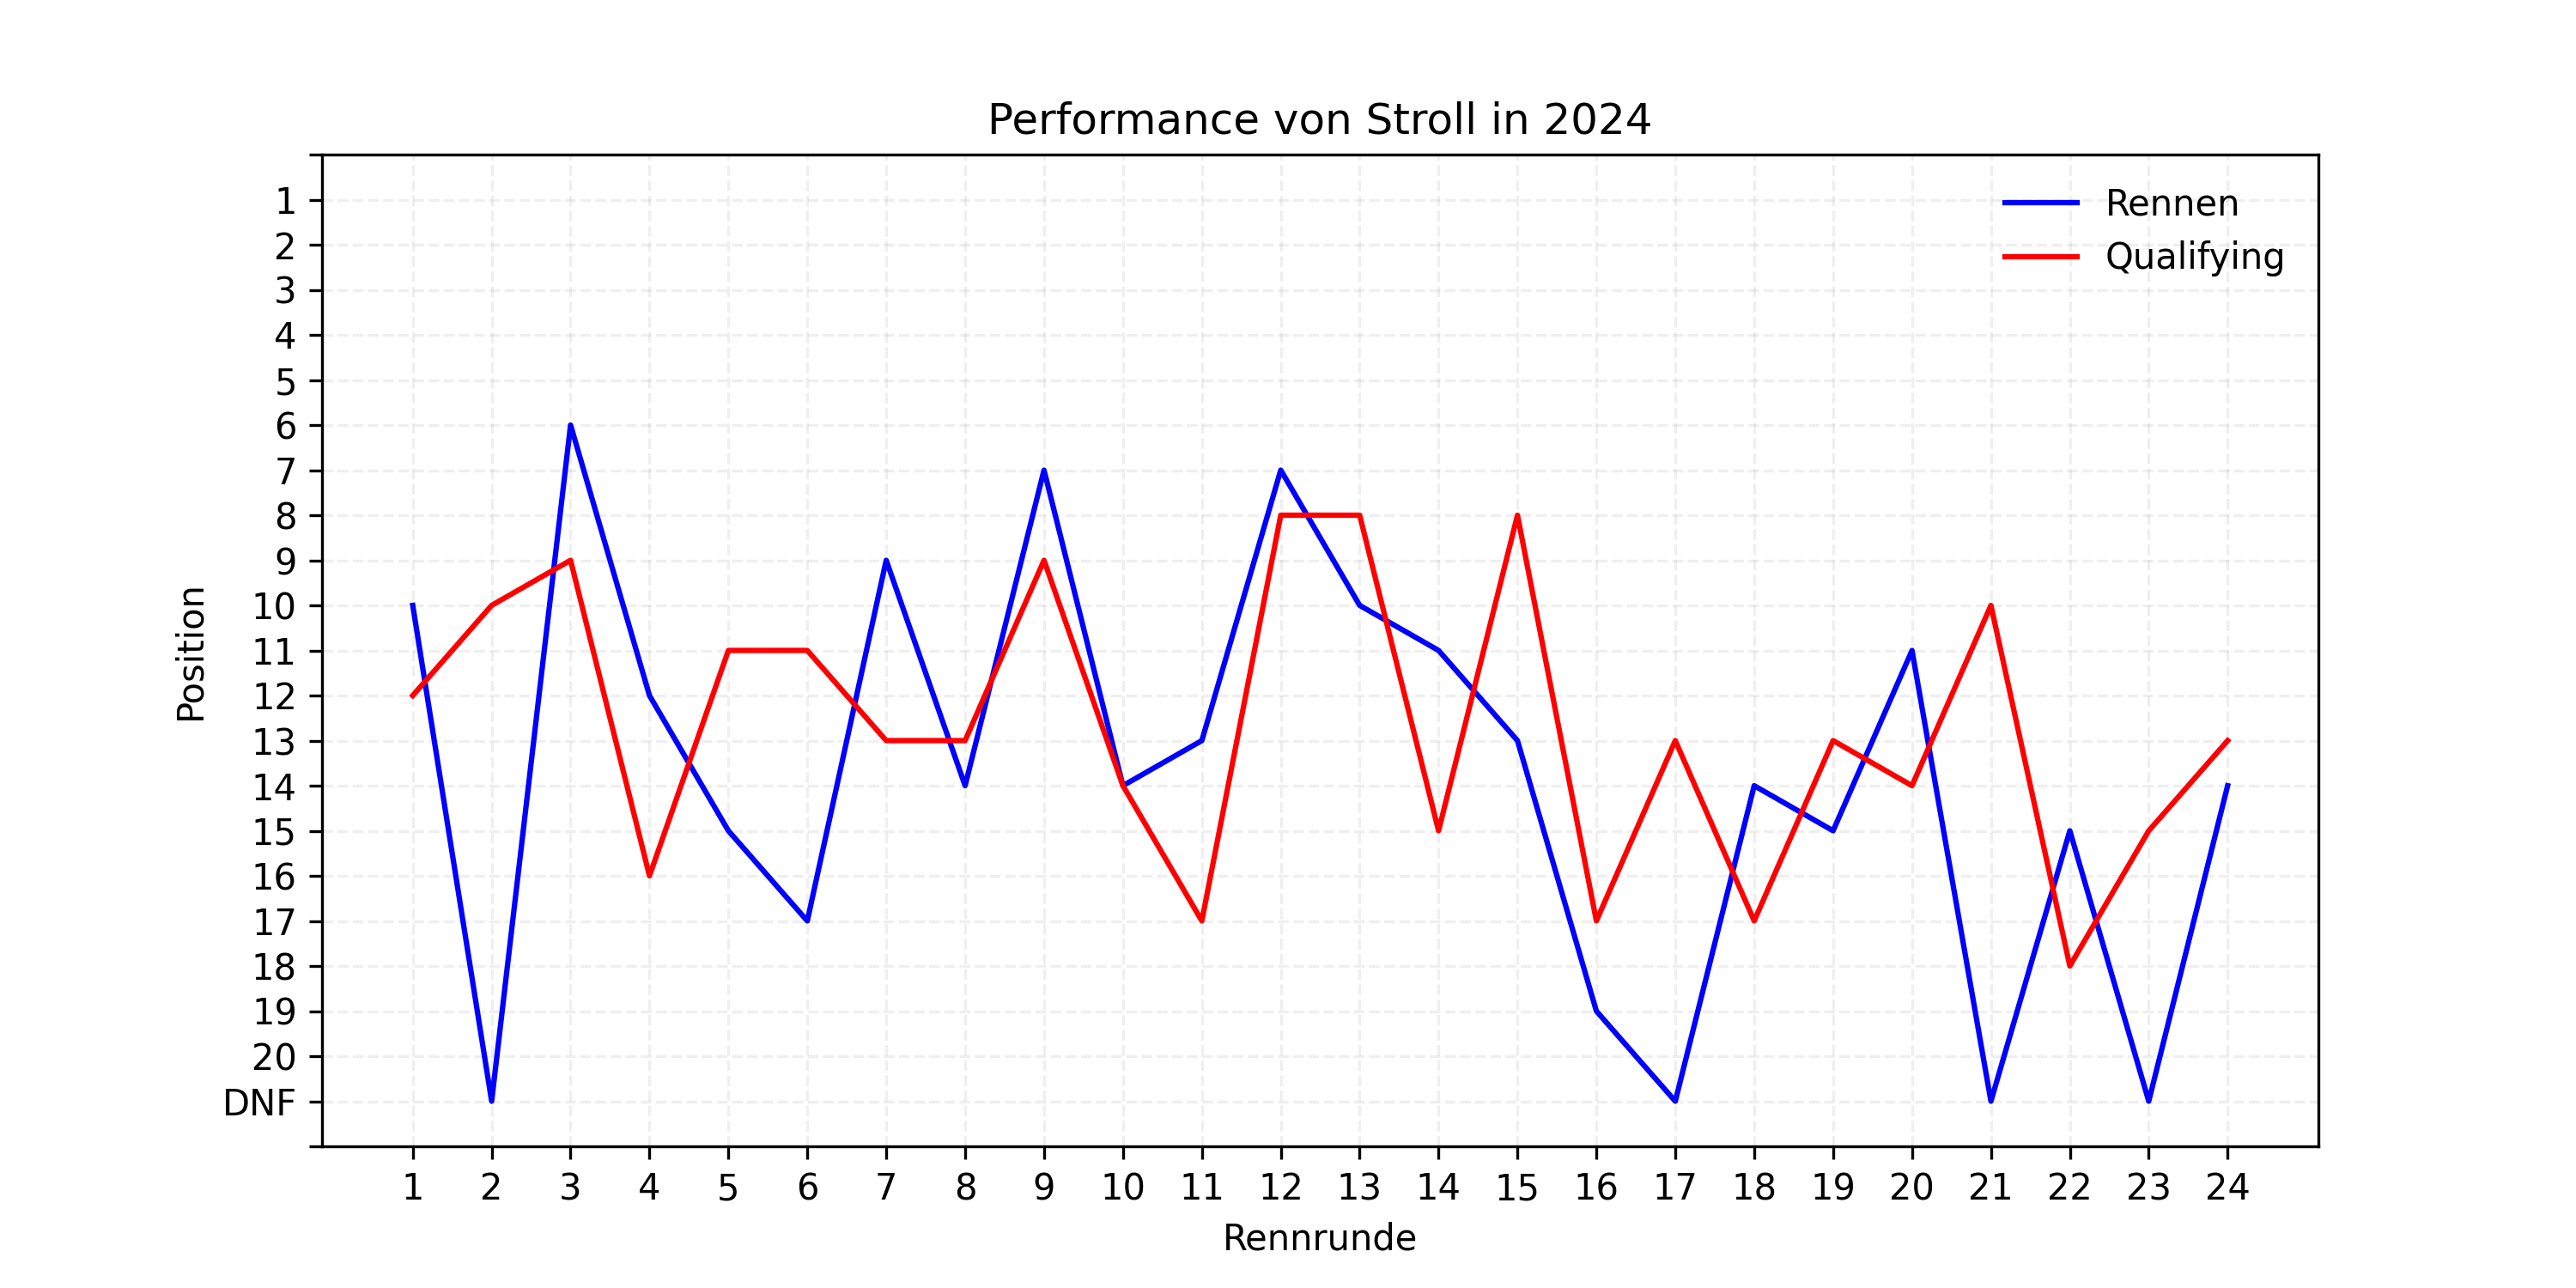 Performance von Stroll in 2024
Rennen
Qualifying
Position
1
2
3
4
5
6
7
8
9
10
11
12
13
14
15
16
17
18
19
20
DNF
1 2 3 4 5 6 7 8 9 10 11 12 13 14 15 16 17 18 19 20 21 22 23 24
Rennrunde